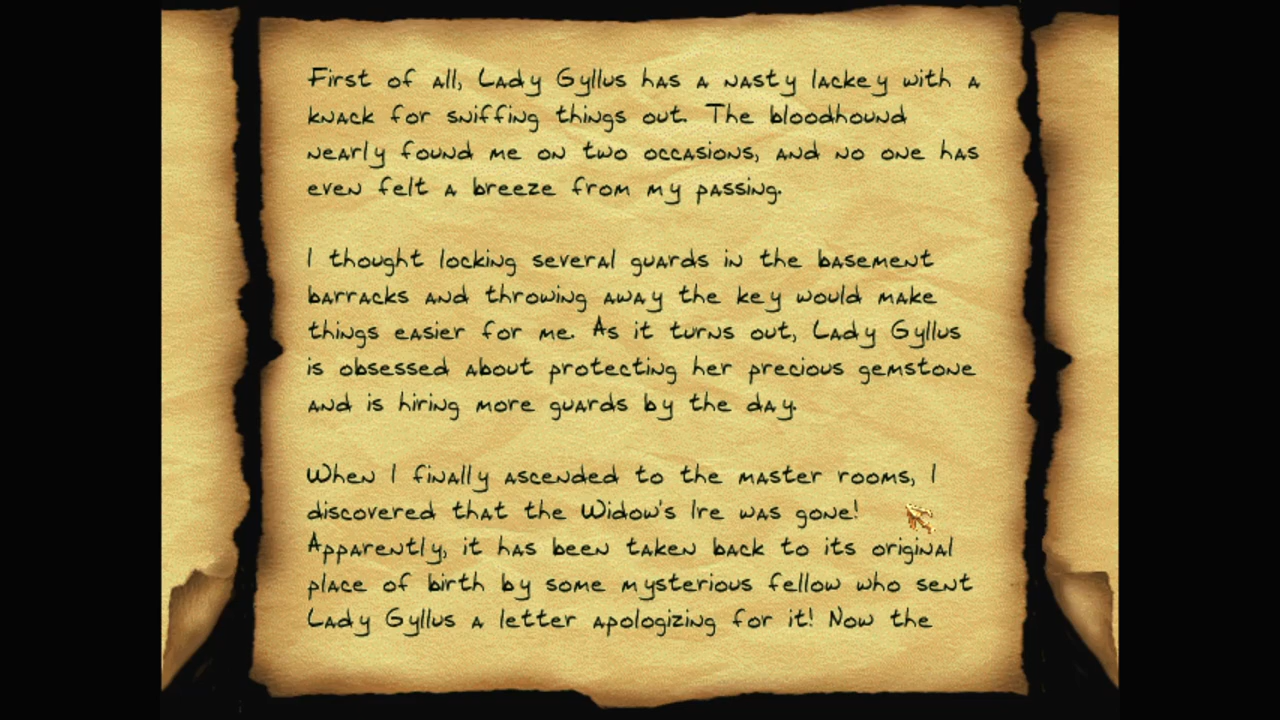 First of all, Lady Gyllus has a nasty lackey with a
knack for sniffing things out. The bloodhound
nearly found me on two occasions, and no one has
even felt a breeze from my passing.
I thought locking several guards in the basement
barracks and throwing away the key would make
things easier for me. As it turns out, Lady Gyllus
is obsessed about protecting her precious gemstone
and is hiring more guards by the day.
When I finally ascended to the master rooms, I
discovered that the Widow's Ire was gone!
Apparently, it has been taken back to its original
place of birth by some mysterious fellow who sent
Lady Gyllus a letter apologizing for it! Now the